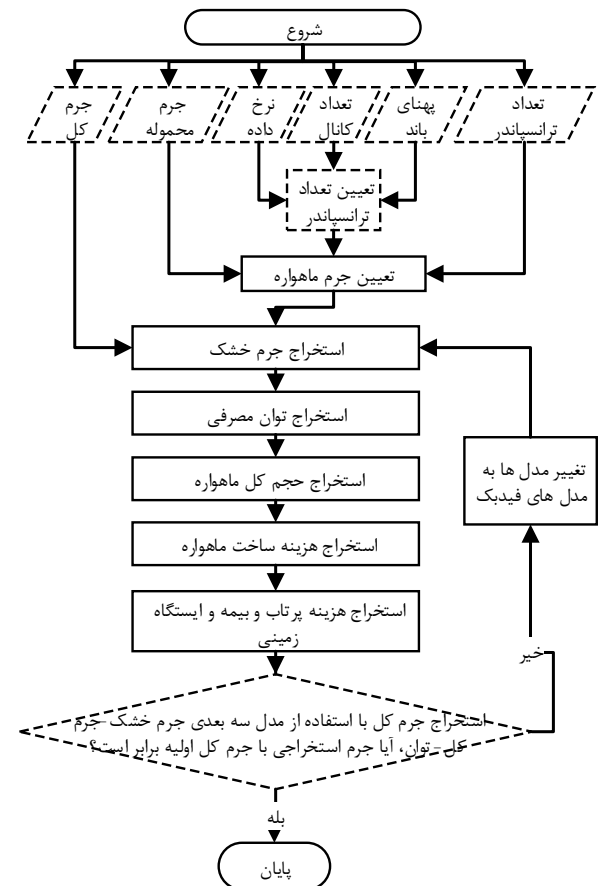 شروع
تعداد
ترانسپاندر
پهنای
باند
تعداد
کانال
نرخ
داده
جرم
محموله
جرم
کل
تعیین تعداد
ترانسپاندر
تعیین جرم ماهواره
استخراج جرم خشک
استخراج توان مصرفی
استخراج حجم کل ماهواره
استخراج هزینه ساخت ماهواره
استخراج هزینه پرتاب و بیمه و ایستگاه
زمینی
تغییر مدل ها به
مدل های فیدبک
خیر
استخراج جرم کل با استفاده از مدل سه بعدی جرم خشک-جرم
کل-توان، آیا جرم استخراجی با جرم کل اولیه برابر است؟
بله
پایان